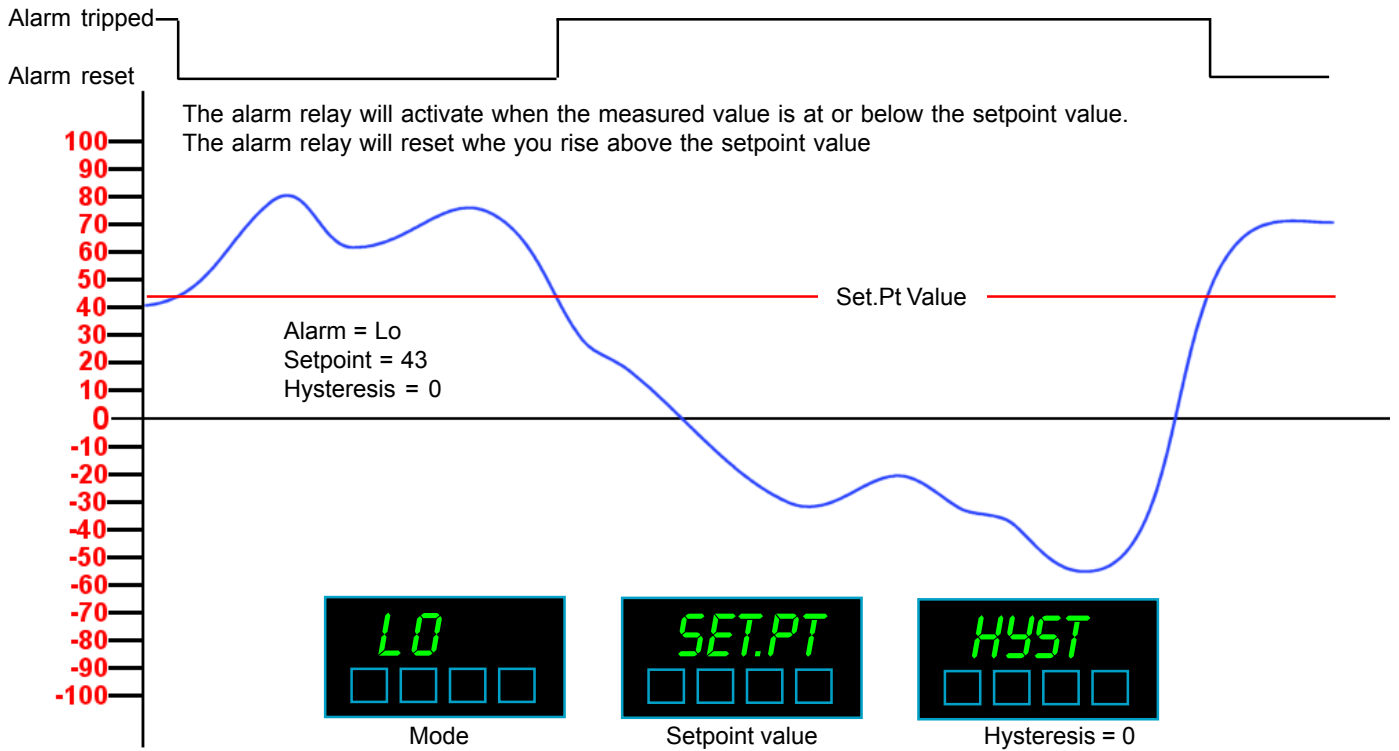 Alarm tripped
Alarm reset
The alarm relay will activate when the measured value is at or below the setpoint value.
The alarm relay will reset whe you rise above the setpoint value
100
90
80
70
60
50
40
30
20
10
0
-10
-20
-30
-40
-50
-60
-70
-80
-90
-100
Set.Pt Value
Alarm = Lo
Setpoint = 43
Hysteresis = 0
LO
SET.PT
HYST
Mode
Setpoint value
Hysteresis = 0